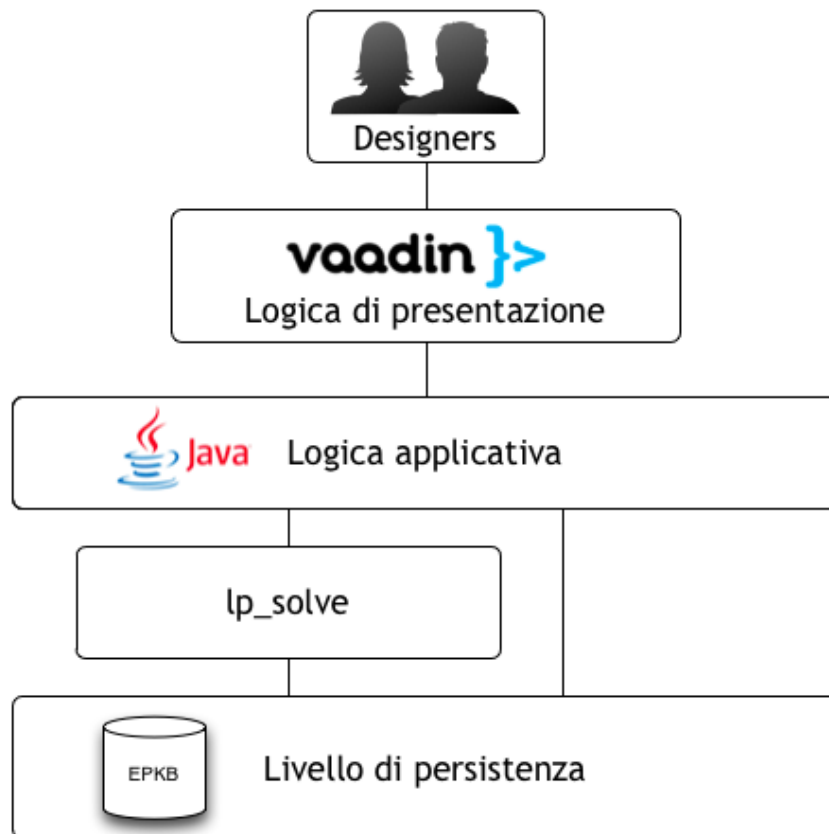 Designers
vaadin }>
Logica di presentazione
Java
Logica applicativa
lp_solve
EPKB
Livello di persistenza